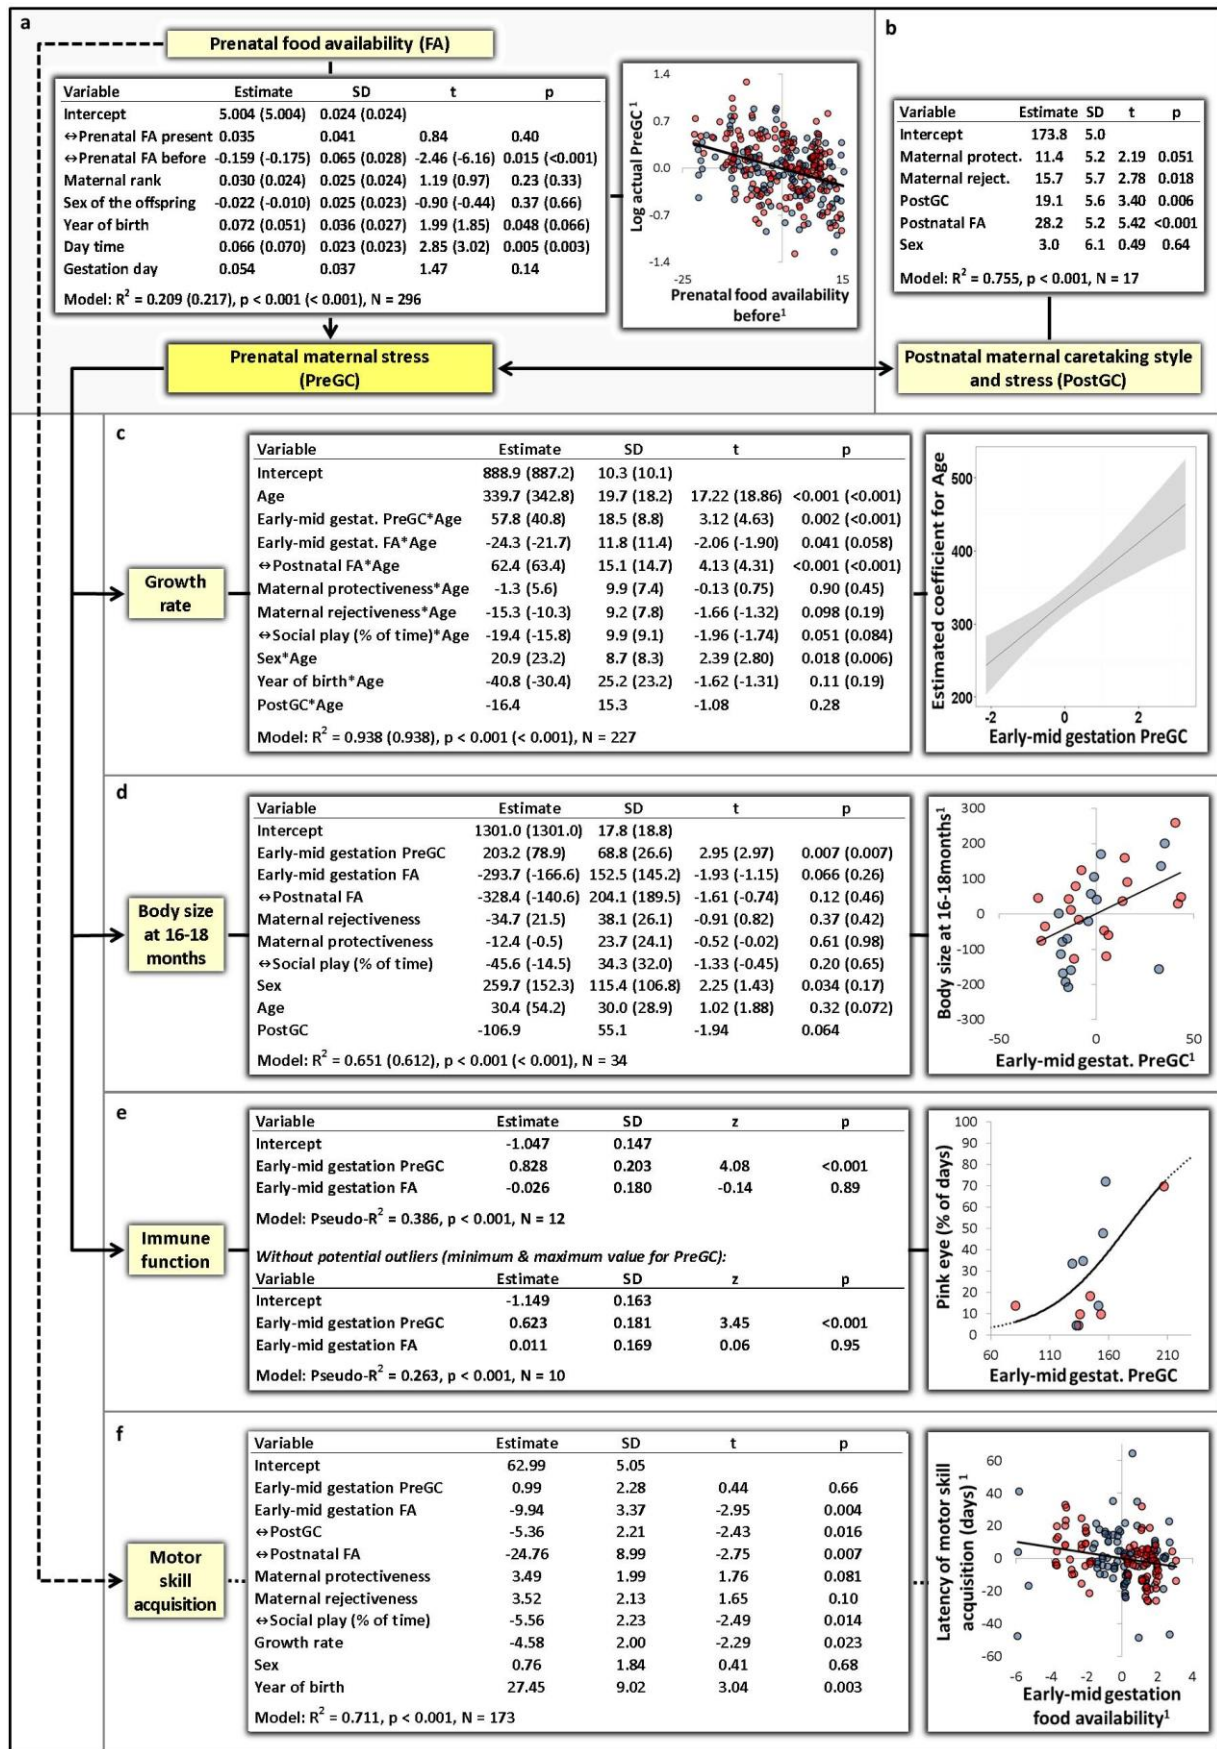 a
Prenatal food availability (FA)
Variable Estimate SD t p
Intercept 5.004 (5.004) 0.024 (0.024)
↔Prenatal FA present 0.035 0.041 0.84 0.40
↔Prenatal FA before -0.159 (-0.175) 0.065 (0.028) -2.46 (-6.16) 0.015 (<0.001)
Maternal rank 0.030 (0.024) 0.025 (0.024) 1.19 (0.97) 0.23 (0.33)
Sex of the offspring -0.022 (-0.010) 0.025 (0.023) -0.90 (-0.44) 0.37 (0.66)
Year of birth 0.072 (0.051) 0.036 (0.027) 1.99 (1.85) 0.048 (0.066)
Day time 0.066 (0.070) 0.023 (0.023) 2.85 (3.02) 0.005 (0.003)
Gestation day 0.054 0.037 1.47 0.14
Model: R² = 0.209 (0.217), p < 0.001 (< 0.001), N = 296
Log actual PreGC¹
1.4
0.7
0.0
-0.7
-1.4
-25 15
Prenatal food availability
before¹
b
Variable Estimate SD t p
Intercept 173.8 5.0
Maternal protect. 11.4 5.2 2.19 0.051
Maternal reject. 15.7 5.7 2.78 0.018
PostGC 19.1 5.6 3.40 0.006
Postnatal FA 28.2 5.2 5.42 <0.001
Sex 3.0 6.1 0.49 0.64
Model: R² = 0.755, p < 0.001, N = 17
Prenatal maternal stress
(PreGC)
Postnatal maternal caretaking style
and stress (PostGC)
c
Growth
rate
Variable Estimate SD t p
Intercept 888.9 (887.2) 10.3 (10.1)
Age 339.7 (342.8) 19.7 (18.2) 17.22 (18.86) <0.001 (<0.001)
Early-mid gestat. PreGC*Age 57.8 (40.8) 18.5 (8.8) 3.12 (4.63) 0.002 (<0.001)
Early-mid gestat. FA*Age -24.3 (-21.7) 11.8 (11.4) -2.06 (-1.90) 0.041 (0.058)
↔Postnatal FA*Age 62.4 (63.4) 15.1 (14.7) 4.13 (4.31) <0.001 (<0.001)
Maternal protectiveness*Age -1.3 (5.6) 9.9 (7.4) -0.13 (0.75) 0.90 (0.45)
Maternal rejectiveness*Age -15.3 (-10.3) 9.2 (7.8) -1.66 (-1.32) 0.098 (0.19)
↔Social play (% of time)*Age -19.4 (-15.8) 9.9 (9.1) -1.96 (-1.74) 0.051 (0.084)
Sex*Age 20.9 (23.2) 8.7 (8.3) 2.39 (2.80) 0.018 (0.006)
Year of birth*Age -40.8 (-30.4) 25.2 (23.2) -1.62 (-1.31) 0.11 (0.19)
PostGC*Age -16.4 15.3 -1.08 0.28
Model: R² = 0.938 (0.938), p < 0.001 (< 0.001), N = 227
Estimated coefficient for Age
500
400
300
200
-2 0 2
Early-mid gestation PreGC
d
Body size
at 16-18
months
Variable Estimate SD t p
Intercept 1301.0 (1301.0) 17.8 (18.8)
Early-mid gestation PreGC 203.2 (78.9) 68.8 (26.6) 2.95 (2.97) 0.007 (0.007)
Early-mid gestation FA -293.7 (-166.6) 152.5 (145.2) -1.93 (-1.15) 0.066 (0.26)
↔Postnatal FA -328.4 (-140.6) 204.1 (189.5) -1.61 (-0.74) 0.12 (0.46)
Maternal rejectiveness -34.7 (21.5) 38.1 (26.1) -0.91 (0.82) 0.37 (0.42)
Maternal protectiveness -12.4 (-0.5) 23.7 (24.1) -0.52 (-0.02) 0.61 (0.98)
↔Social play (% of time) -45.6 (-14.5) 34.3 (32.0) -1.33 (-0.45) 0.20 (0.65)
Sex 259.7 (152.3) 115.4 (106.8) 2.25 (1.43) 0.034 (0.17)
Age 30.4 (54.2) 30.0 (28.9) 1.02 (1.88) 0.32 (0.072)
PostGC -106.9 55.1 -1.94 0.064
Model: R² = 0.651 (0.612), p < 0.001 (< 0.001), N = 34
Body size at 16-18months¹
300
200
100
0
-100
-200
-300
-50 0 50
Early-mid gestat. PreGC¹
e
Immune
function
Variable Estimate SD z p
Intercept -1.047 0.147
Early-mid gestation PreGC 0.828 0.203 4.08 <0.001
Early-mid gestation FA -0.026 0.180 -0.14 0.89
Model: Pseudo-R² = 0.386, p < 0.001, N = 12
Without potential outliers (minimum & maximum value for PreGC):
Variable Estimate SD z p
Intercept -1.149 0.163
Early-mid gestation PreGC 0.623 0.181 3.45 <0.001
Early-mid gestation FA 0.011 0.169 0.06 0.95
Model: Pseudo-R² = 0.263, p < 0.001, N = 10
Pink eye (% of days)
100
90
80
70
60
50
40
30
20
10
0
60 110 160 210
Early-mid gestat. PreGC
f
Motor
skill
acquisition
Variable Estimate SD t p
Intercept 62.99 5.05
Early-mid gestation PreGC 0.99 2.28 0.44 0.66
Early-mid gestation FA -9.94 3.37 -2.95 0.004
↔PostGC -5.36 2.21 -2.43 0.016
↔Postnatal FA -24.76 8.99 -2.75 0.007
Maternal protectiveness 3.49 1.99 1.76 0.081
Maternal rejectiveness 3.52 2.13 1.65 0.10
↔Social play (% of time) -5.56 2.23 -2.49 0.014
Growth rate -4.58 2.00 -2.29 0.023
Sex 0.76 1.84 0.41 0.68
Year of birth 27.45 9.02 3.04 0.003
Model: R² = 0.711, p < 0.001, N = 173
Latency of motor skill
acquisition (days)¹
60
40
20
0
-20
-40
-60
-6 -4 -2 0 2 4
Early-mid gestation
food availability¹